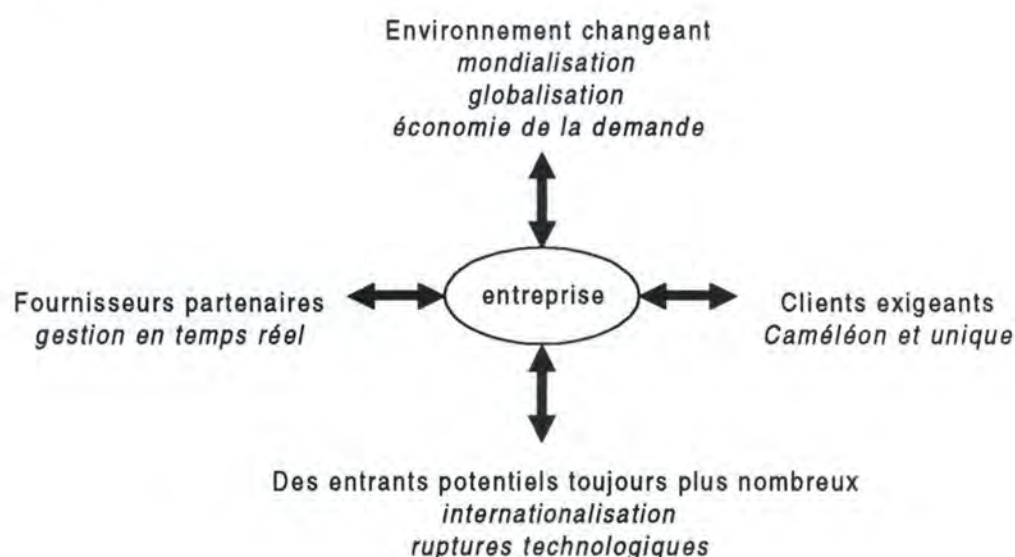 Environnement changeant
mondialisation
globalisation
économie de la demande
Fournisseurs partenaires
gestion en temps réel
entreprise
Clients exigeants
Caméléon et unique
Des entrants potentiels toujours plus nombreux
internationalisation
ruptures technologiques